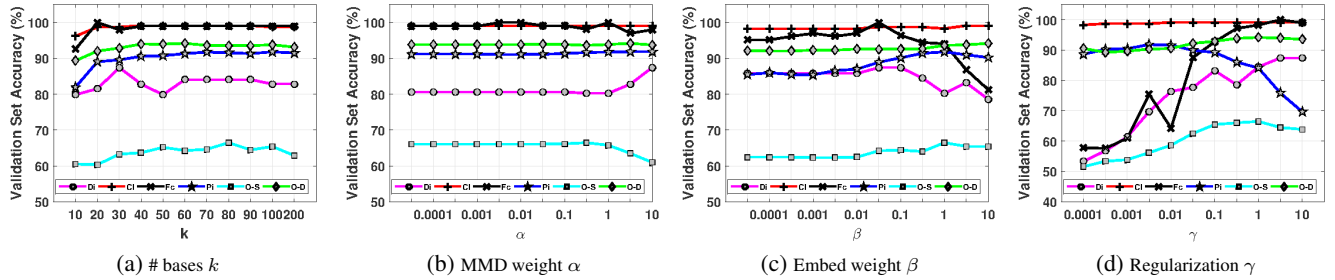 Validation Set Accuracy (%)
100
90
80
70
60
50
Di Cl Fc Pi O-S O-D
10 20 30 40 50 60 70 80 90 100 200
k
(a) # bases k
Validation Set Accuracy (%)
100
90
80
70
60
50
Di Cl Fc Pi O-S O-D
0.0001 0.001 0.01 0.1 1 10
α
(b) MMD weight α
Validation Set Accuracy (%)
100
90
80
70
60
50
Di Cl Fc Pi O-S O-D
0.0001 0.001 0.01 0.1 1 10
β
(c) Embed weight β
Validation Set Accuracy (%)
100
90
80
70
60
50
40
Di Cl Fc Pi O-S O-D
0.0001 0.001 0.01 0.1 1 10
γ
(d) Regularization γ